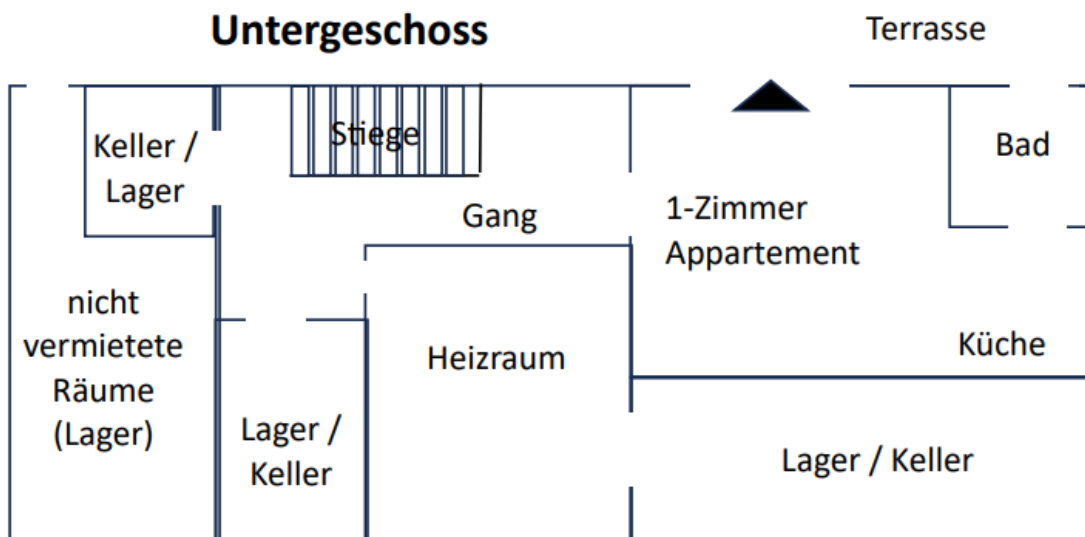 Untergeschoss
Terrasse
Keller /
Lager
Stiege
Bad
Gang
1-Zimmer
Appartement
nicht
vermietete
Räume
(Lager)
Heizraum
Küche
Lager /
Keller
Lager / Keller